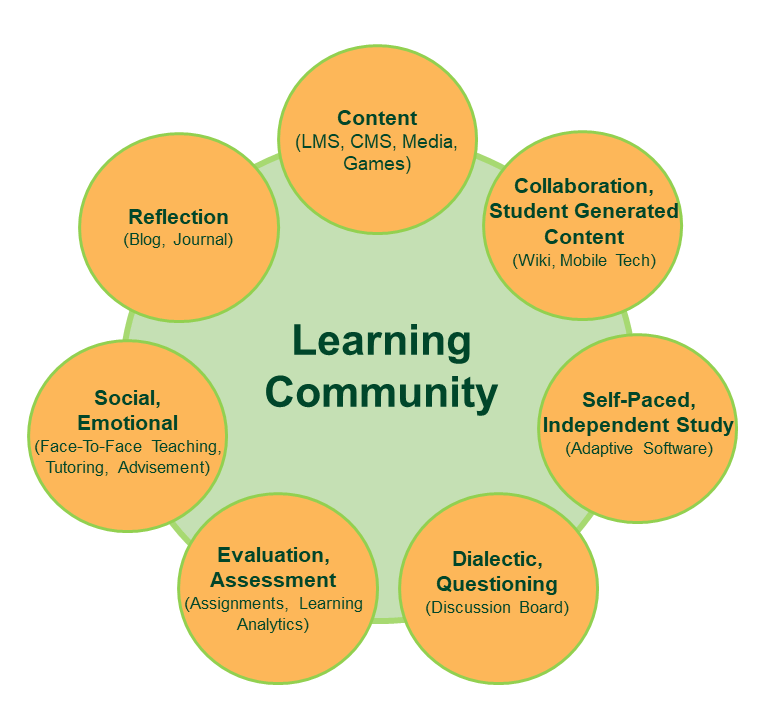 Content
(LMS, CMS, Media,
Games)
Collaboration,
Student Generated
Content
(Wiki, Mobile Tech)
Reflection
(Blog, Journal)
Learning
Community
Self-Paced,
Independent Study
(Adaptive Software)
Social,
Emotional
(Face-To-Face Teaching,
Tutoring, Advisement)
Evaluation,
Assessment
(Assignments, Learning
Analytics)
Dialectic,
Questioning
(Discussion Board)